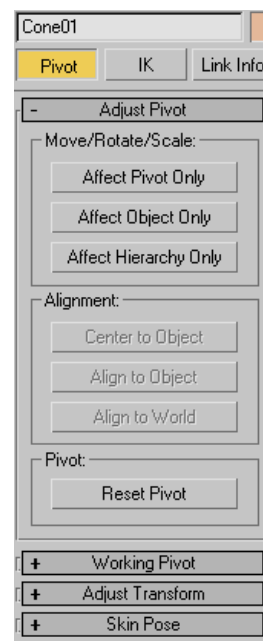 Cone01
Pivot IK Link Info
- Adjust Pivot
Move/Rotate/Scale:
Affect Pivot Only
Affect Object Only
Affect Hierarchy Only
Alignment:
Center to Object
Align to Object
Align to World
Pivot:
Reset Pivot
+ Working Pivot
+ Adjust Transform
+ Skin Pose